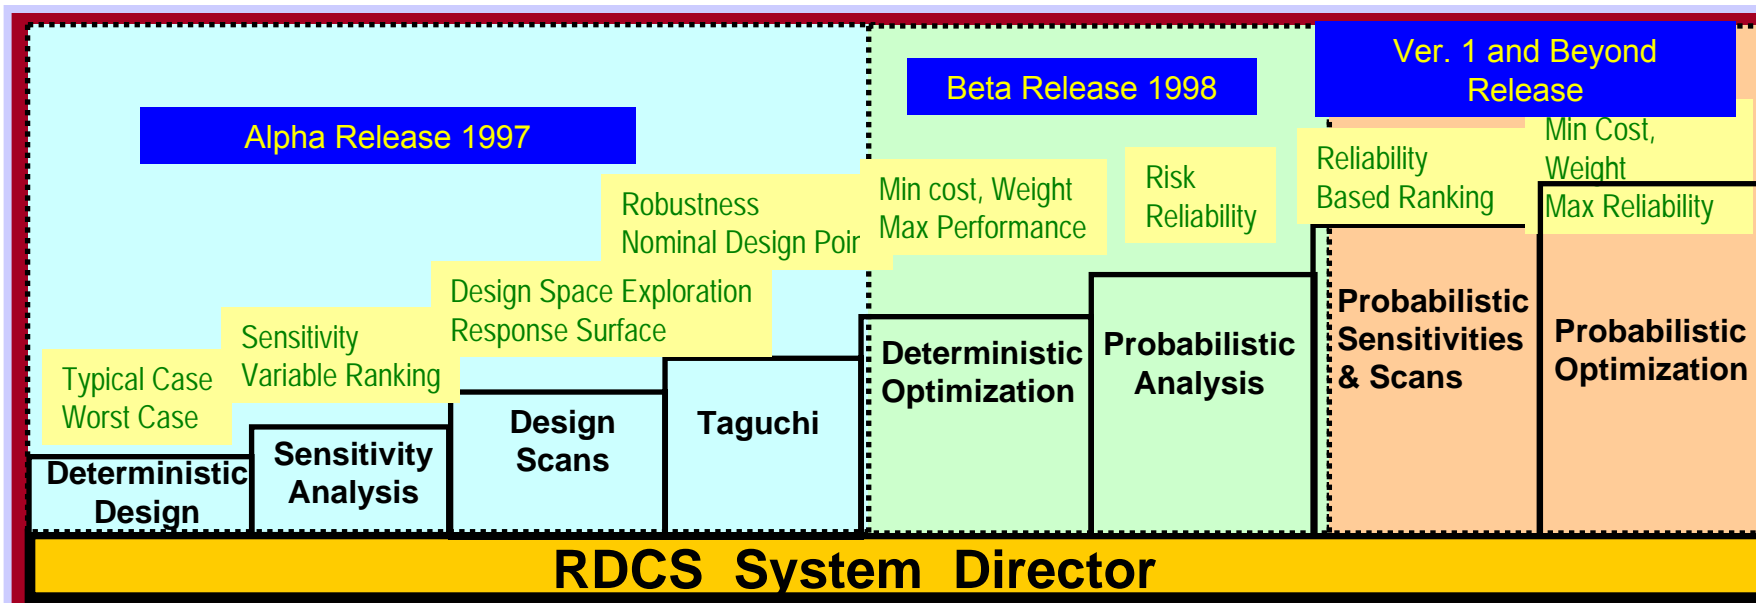 Alpha Release 1997
Beta Release 1998
Ver. 1 and Beyond
Release
Typical Case
Worst Case
Sensitivity
Variable Ranking
Design Space Exploration
Response Surface
Robustness
Nominal Design Poin
Min cost, Weight
Max Performance
Risk
Reliability
Reliability
Based Ranking
Min Cost,
Weight
Max Reliability
Deterministic
Design
Sensitivity
Analysis
Design
Scans
Taguchi
Deterministic
Optimization
Probabilistic
Analysis
Probabilistic
Sensitivities
& Scans
Probabilistic
Optimization
RDCS System Director